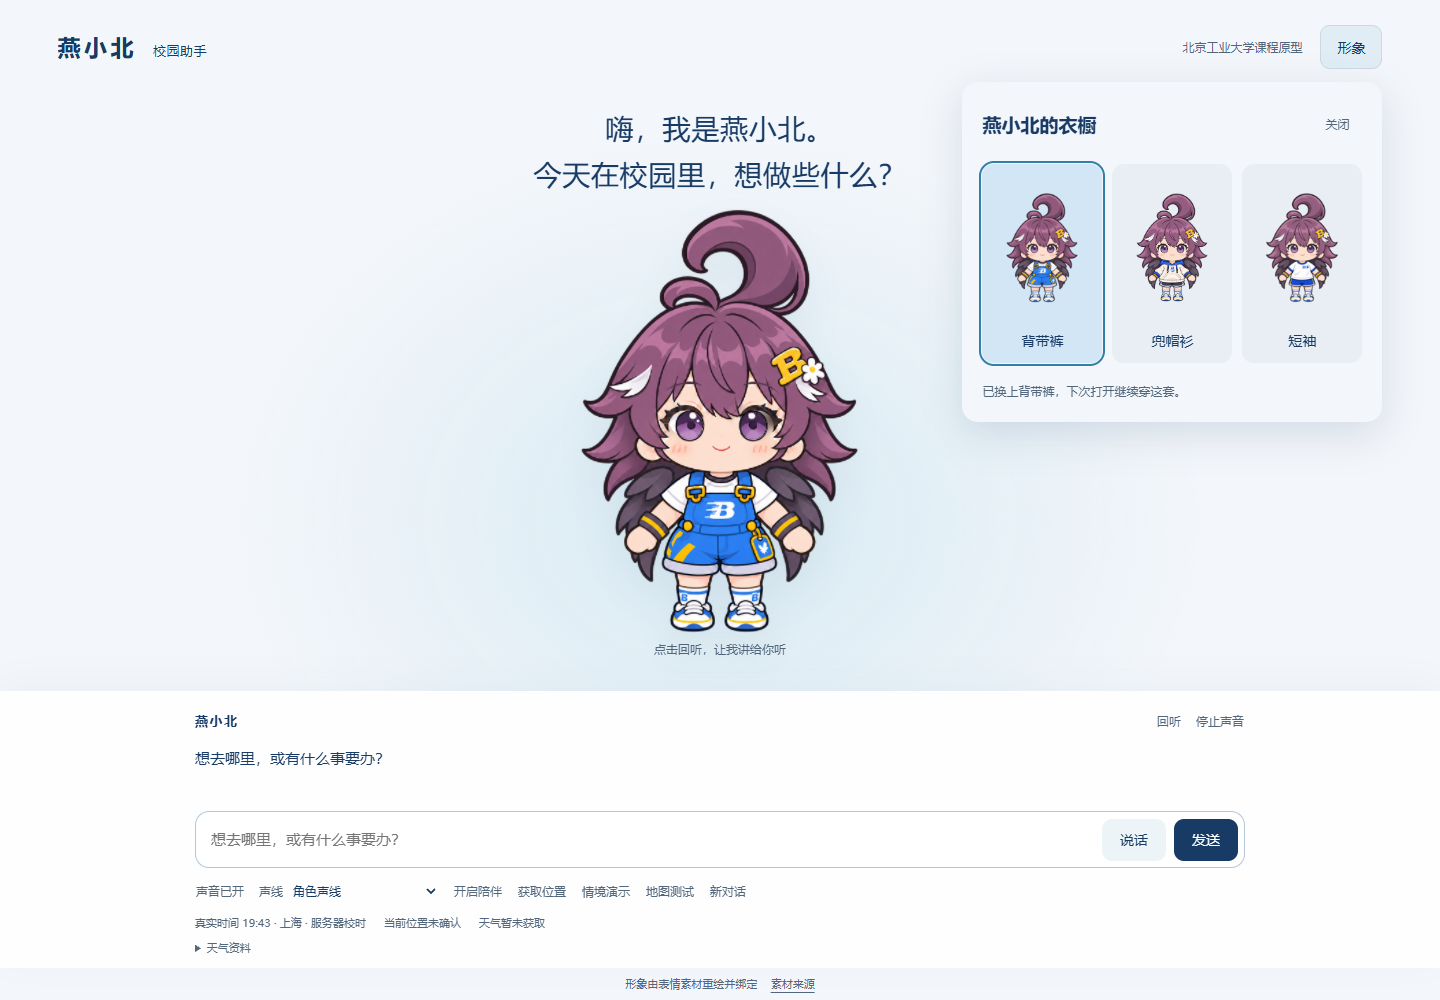 燕小北 校园助手
北京工业大学课程原型 形象
嗨，我是燕小北。
今天在校园里，想做些什么？
燕小北的衣橱 关闭
背带裤 兜帽衫 短袖
已换上背带裤，下次打开继续穿这套。
B
B
B B
点击回听，让我讲给你听
燕小北 回听 停止声音
想去哪里，或有什么事要办？
想去哪里，或有什么事要办？ 说话 发送
声音已开 声线 角色声线 开启陪伴 获取位置 情境演示 地图测试 新对话
真实时间 19:43 · 上海 · 服务器校时 当前位置未确认 天气暂未获取
天气资料
形象由表情素材重绘并绑定 素材来源